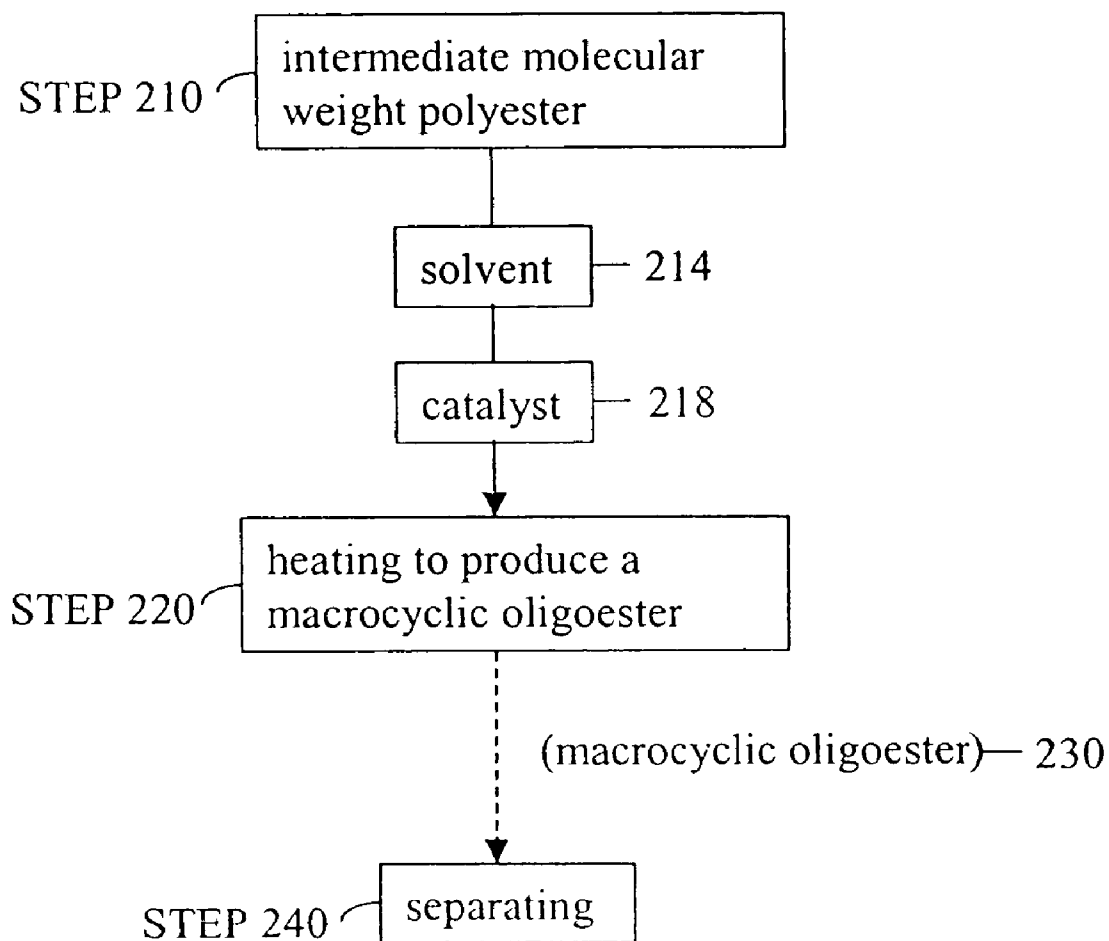 intermediate molecular
weight polyester
STEP 210
solvent
214
catalyst
218
heating to produce a
macrocyclic oligoester
STEP 220
(macrocyclic oligoester)
230
separating
STEP 240